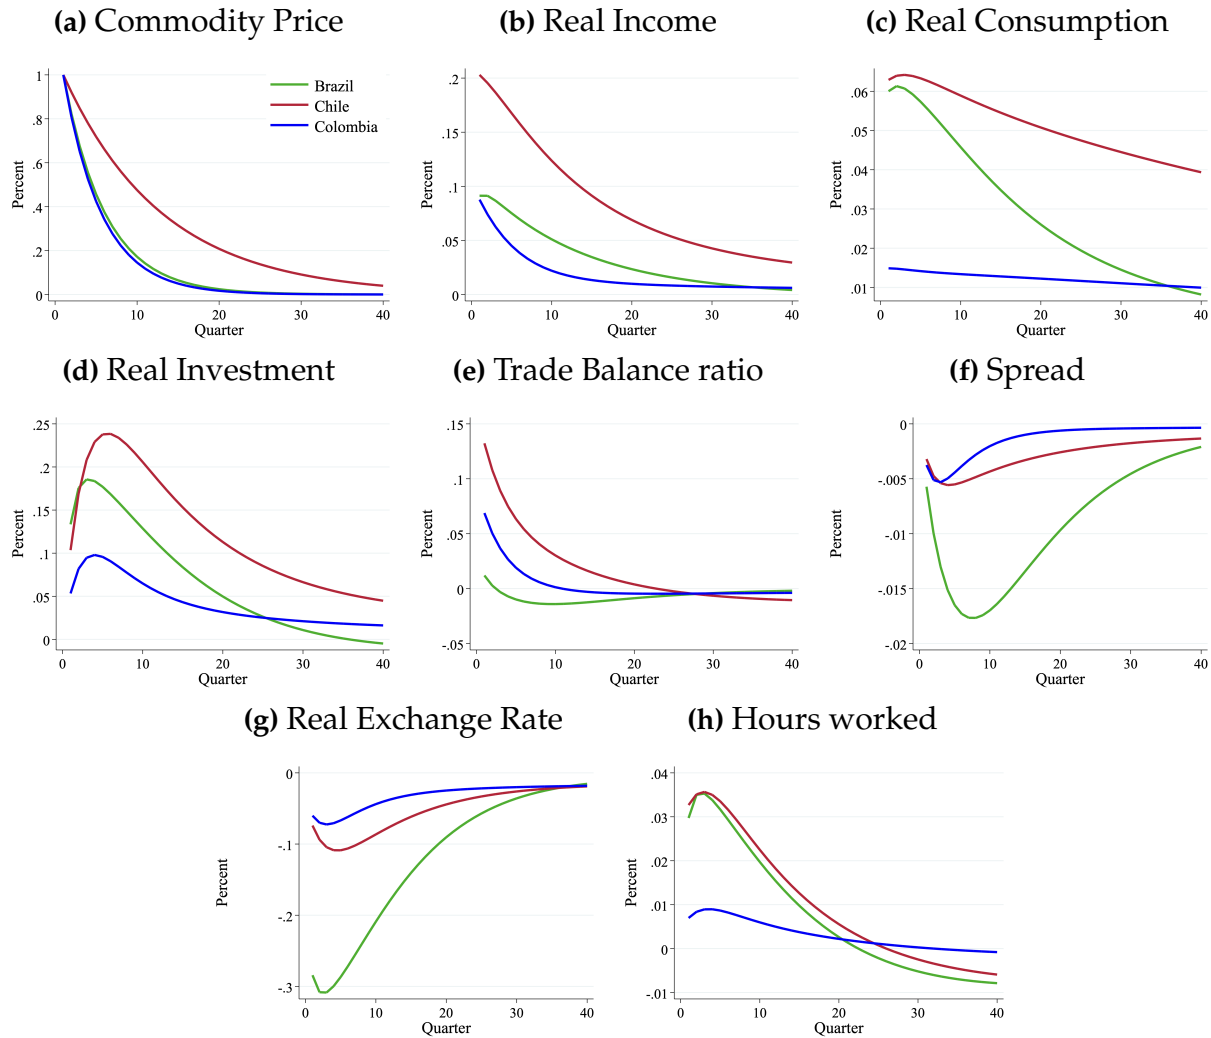 (a) Commodity Price
1
.8
.6
.4
.2
0
Percent
0 10 20 30 40
Quarter
Brazil
Chile
Colombia
(b) Real Income
.2
.15
.1
.05
0
Percent
0 10 20 30 40
Quarter
(c) Real Consumption
.06
.05
.04
.03
.02
.01
Percent
0 10 20 30 40
Quarter
(d) Real Investment
.25
.2
.15
.1
.05
0
Percent
0 10 20 30 40
Quarter
(e) Trade Balance ratio
.15
.1
.05
0
-.05
Percent
0 10 20 30 40
Quarter
(f) Spread
0
-.005
-.01
-.015
-.02
Percent
0 10 20 30 40
Quarter
(g) Real Exchange Rate
0
-.1
-.2
-.3
Percent
0 10 20 30 40
Quarter
(h) Hours worked
.04
.03
.02
.01
0
-.01
Percent
0 10 20 30 40
Quarter